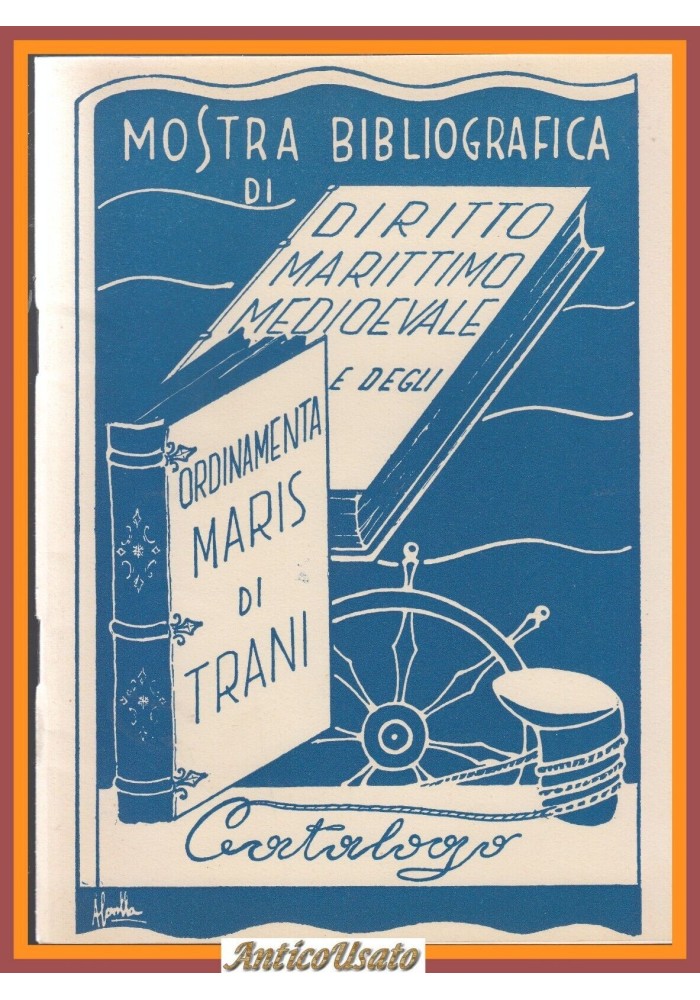 MOSTRA BIBLIOGRAFICA
DI
DIRITTO
MARITTIMO
MEDIOEVALE
E DEGLI
ORDINAMENTA
MARIS
DI
TRANI
Catalogo
AnticoUsato